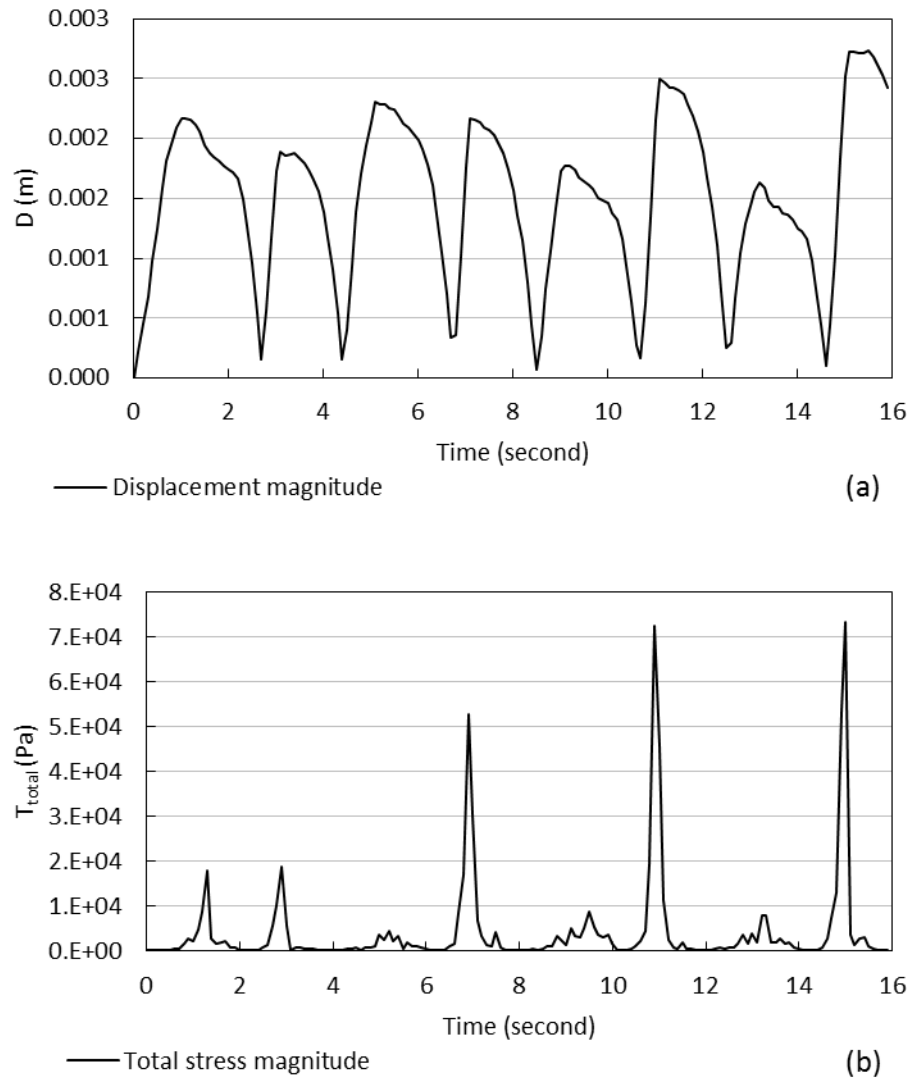 0.003
0.003
0.002
0.002
0.001
0.001
0.000
D (m)
0 2 4 6 8 10 12 14 16
Time (second)
Displacement magnitude
(a)
8.E+04
7.E+04
6.E+04
5.E+04
4.E+04
3.E+04
2.E+04
1.E+04
0.E+00
Ttotal (Pa)
0 2 4 6 8 10 12 14 16
Time (second)
Total stress magnitude
(b)